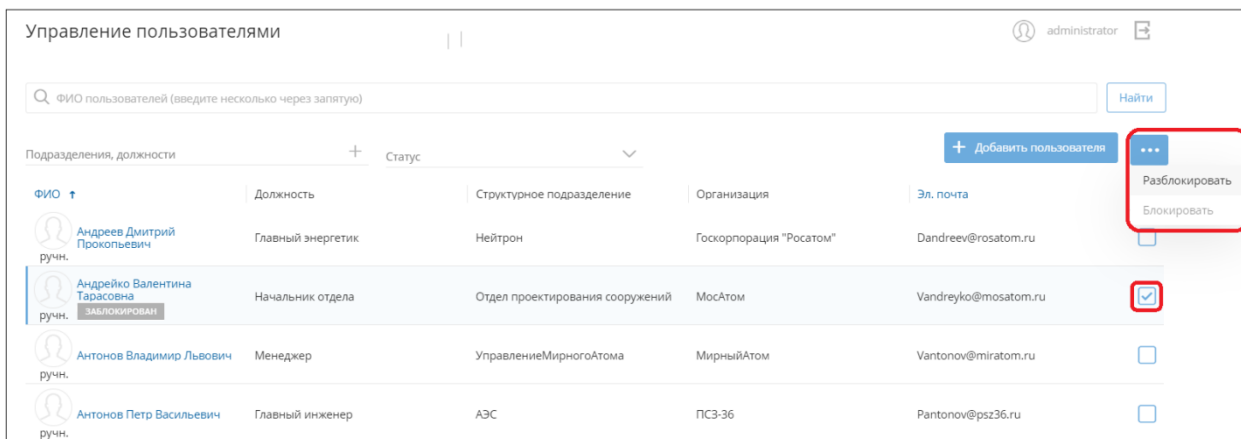 Управление пользователями
administrator
ФИО пользователей (введите несколько через запятую)
Найти
Подразделения, должности
Статус
Добавить пользователя
Разблокировать
Блокировать
ФИО
Должность
Структурное подразделение
Организация
Эл. почта
Андреев Дмитрий
Прокопьевич
ручн.
Главный энергетик
Нейтрон
Госкорпорация "Росатом"
Dandreev@rosatom.ru
Андрейко Валентина
Тарасовна
ЗАБЛОКИРОВАН
ручн.
Начальник отдела
Отдел проектирования сооружений
МосАтом
Vandreyko@mosatom.ru
Антонов Владимир Львович
ручн.
Менеджер
УправлениеМирногоАтома
МирныйАтом
Vantonov@miratom.ru
Антонов Петр Васильевич
ручн.
Главный инженер
АЭС
ПСЗ-36
Pantonov@psz36.ru